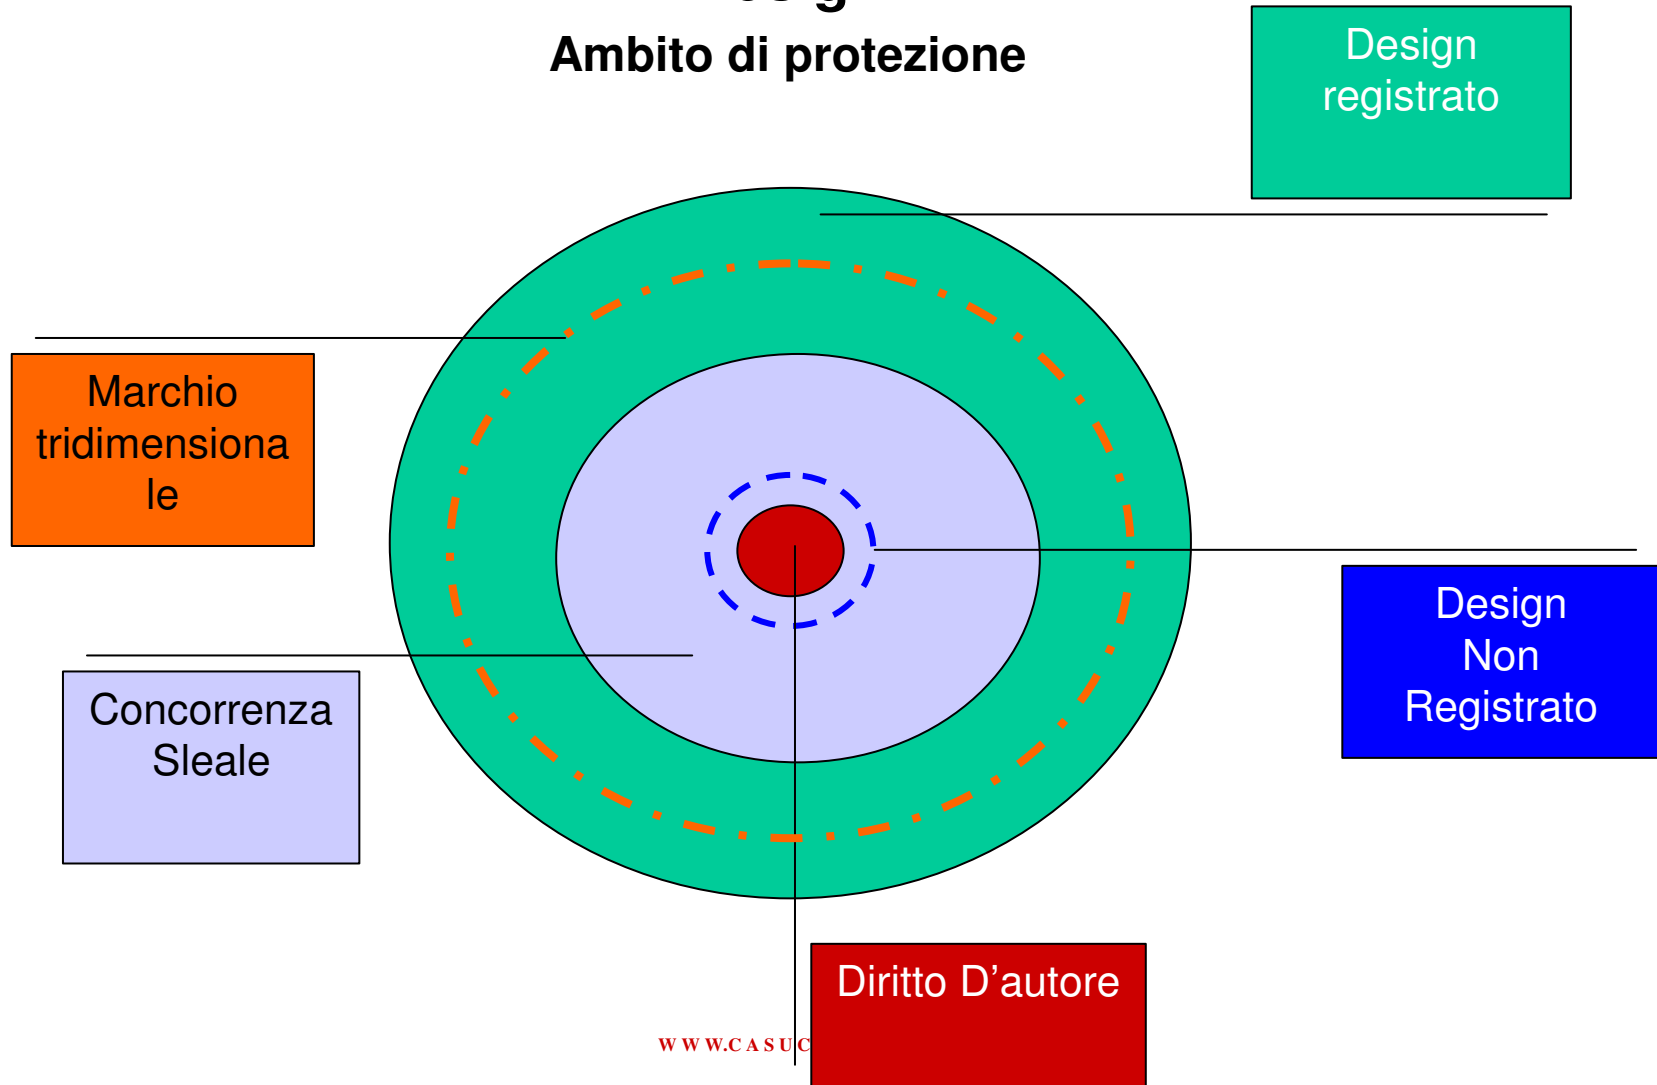 Ambito di protezione
Design
registrato
Marchio
tridimensiona
le
Design
Non
Registrato
Concorrenza
Sleale
Diritto D’autore